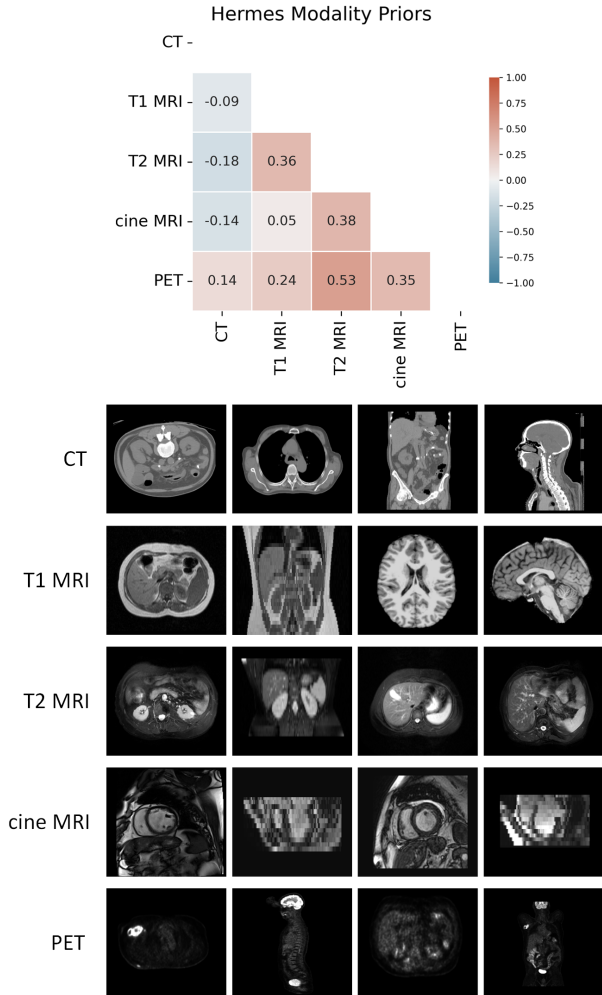 Hermes Modality Priors
CT
T1 MRI
-0.09
T2 MRI
-0.18 0.36
cine MRI
-0.14 0.05 0.38
PET
0.14 0.24 0.53 0.35
CT
T1 MRI
T2 MRI
cine MRI
PET
1.00
0.75
0.50
0.25
0.00
−0.25
−0.50
−0.75
−1.00
CT
T1 MRI
T2 MRI
cine MRI
PET